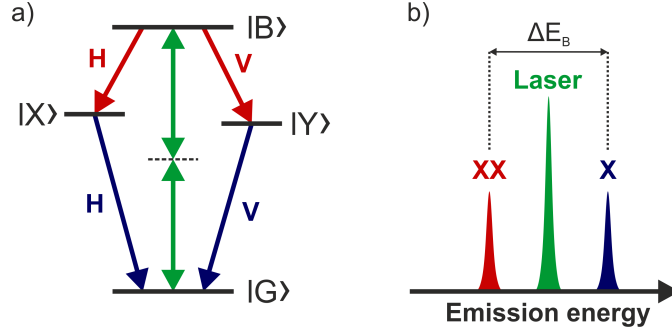 a)
|B⟩
H
V
|X⟩
|Y⟩
H
V
|G⟩
b)
ΔE_B
Laser
XX
X
Emission energy